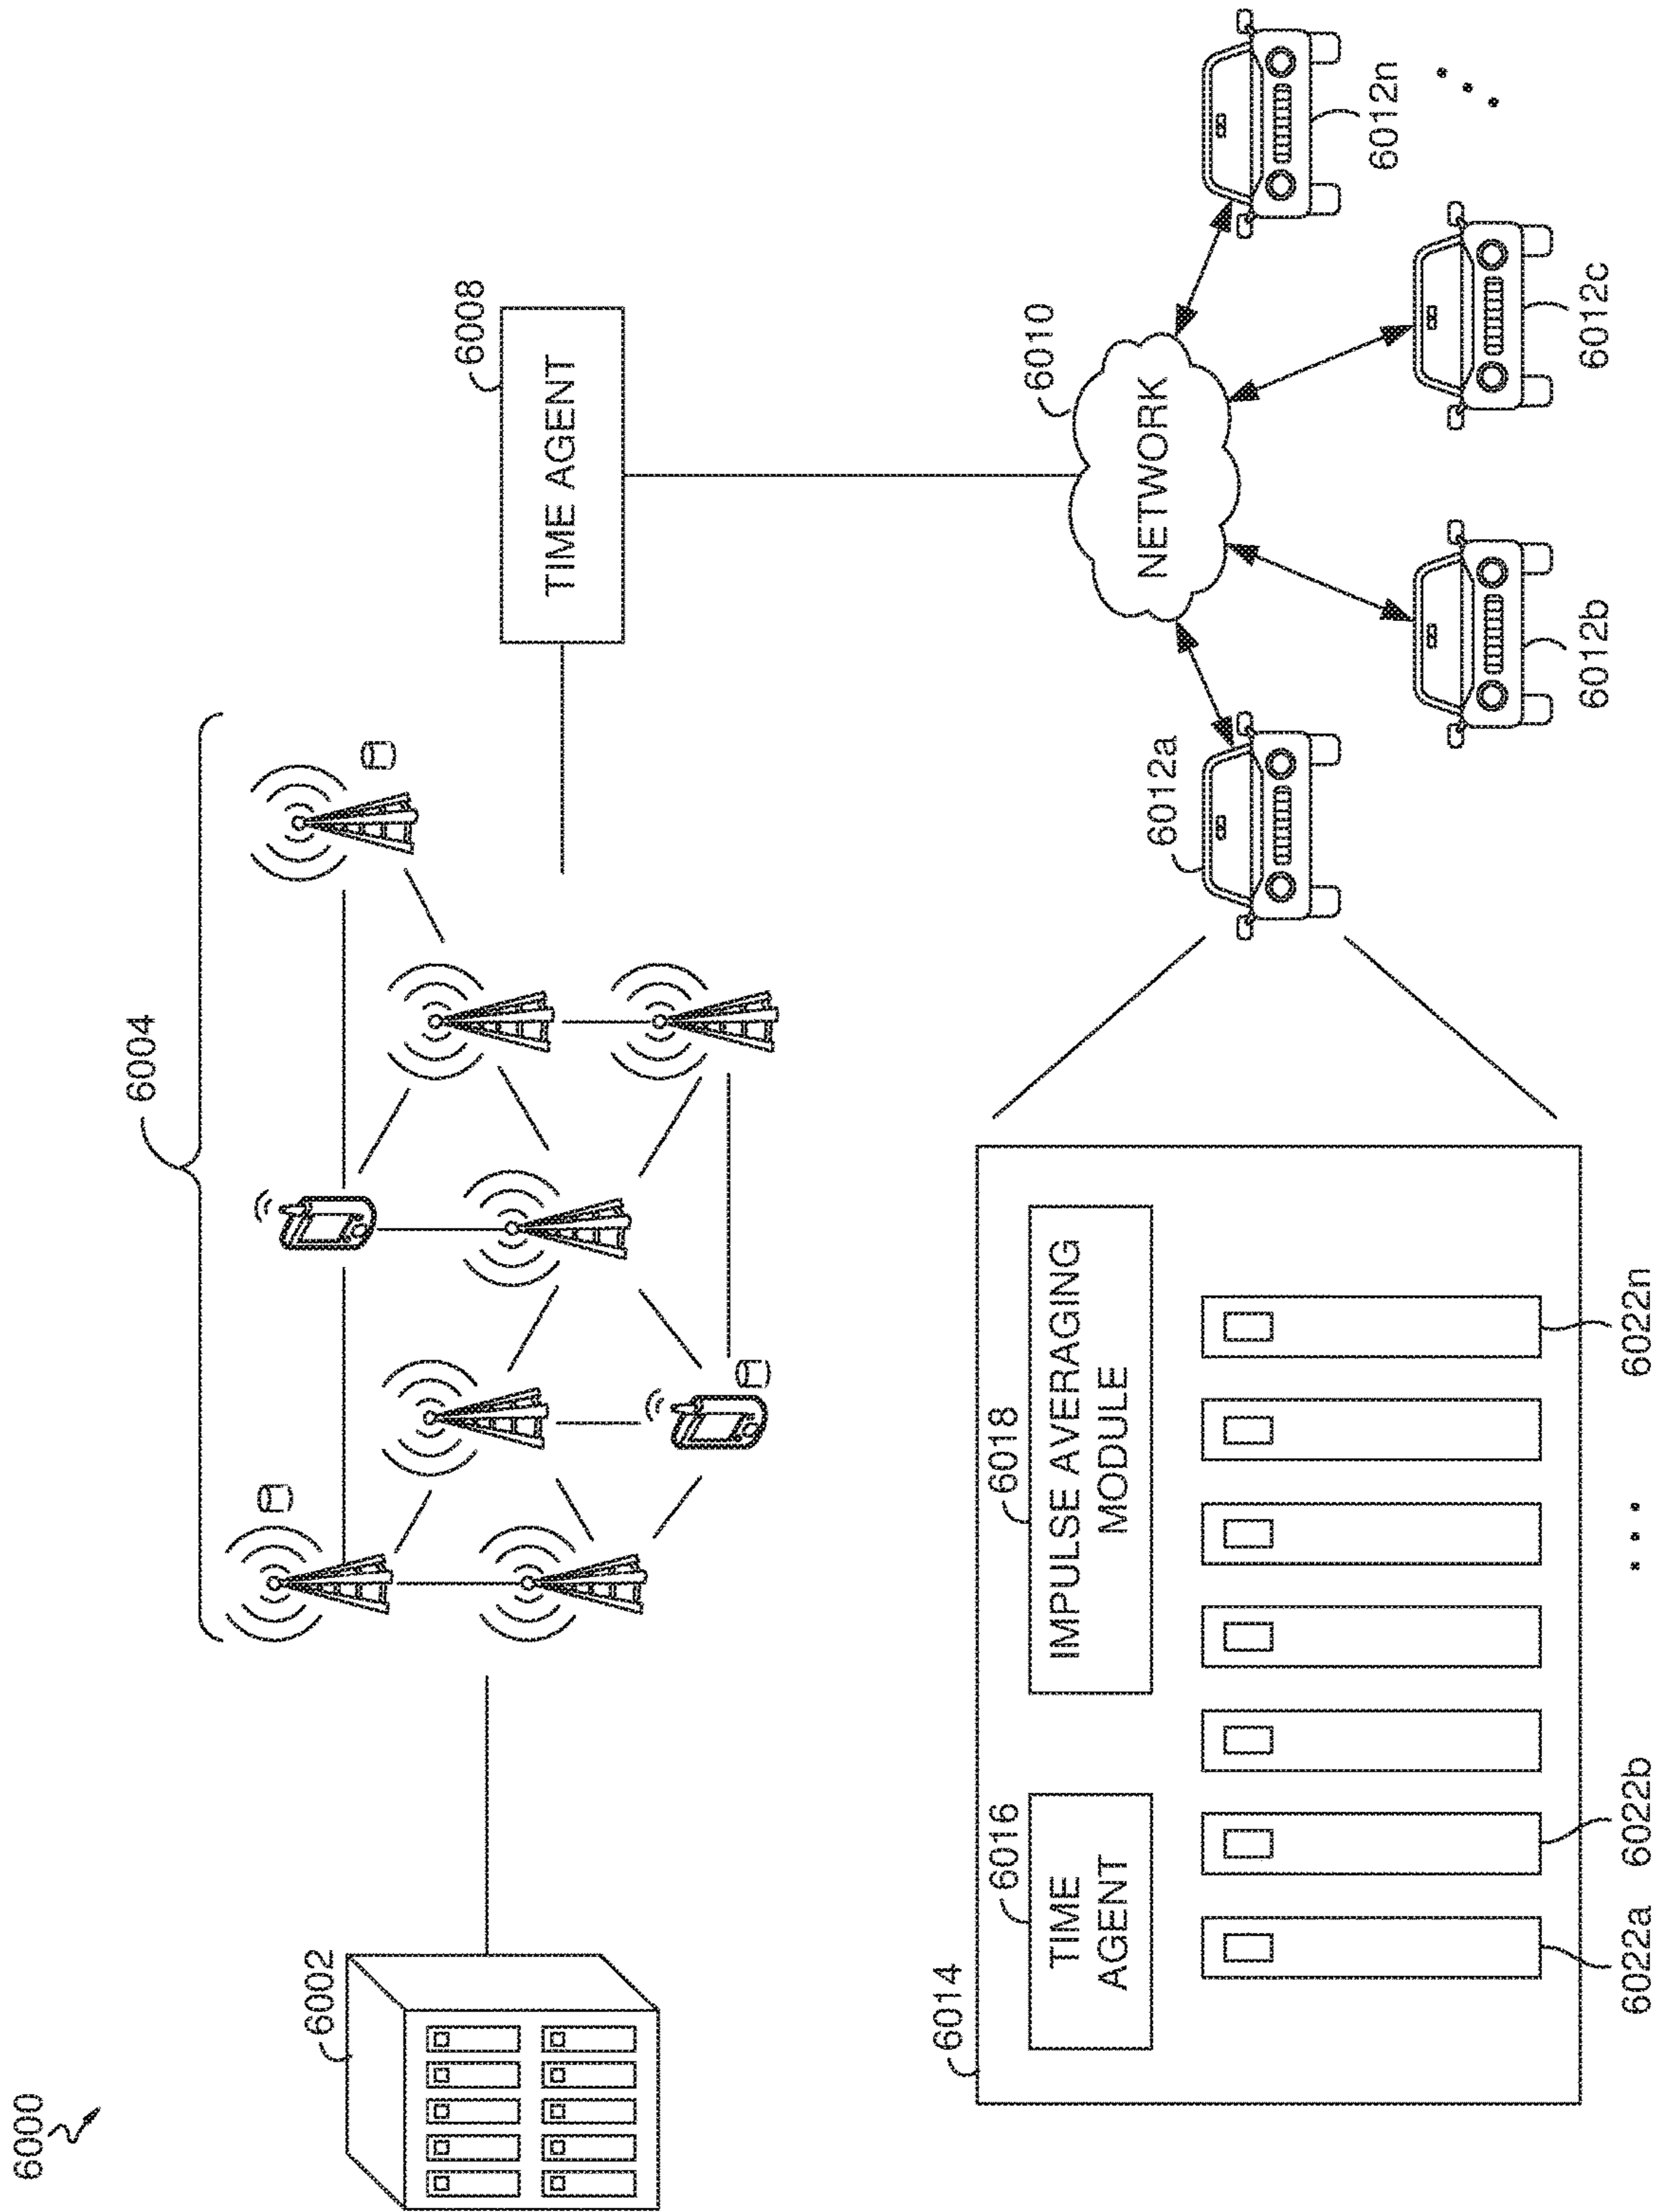 6000
6002
6004
6008
TIME AGENT
6010
NETWORK
6012a
6012b
6012c
6012n
6014
6016
TIME
AGENT
6018
IMPULSE AVERAGING
MODULE
6022a
6022b
6022n